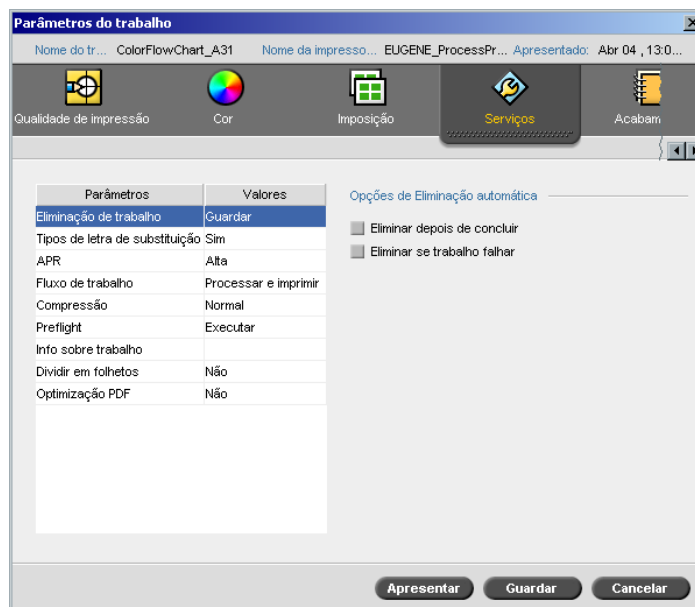 Parâmetros do trabalho
Nome do tr... ColorFlowChart_A31 Nome da impresso... EUGENE_ProcessPr... Apresentado: Abr 04 , 13:0...
Qualidade de impressão Cor Imposição Serviços Acabam
Parâmetros Valores Opções de Eliminação automática
Eliminação de trabalho Guardar Eliminar depois de concluir
Tipos de letra de substituição Sim Eliminar se trabalho falhar
APR Alta
Fluxo de trabalho Processar e imprimir
Compressão Normal
Preflight Executar
Info sobre trabalho
Dividir em folhetos Não
Optimização PDF Não
Apresentar Guardar Cancelar